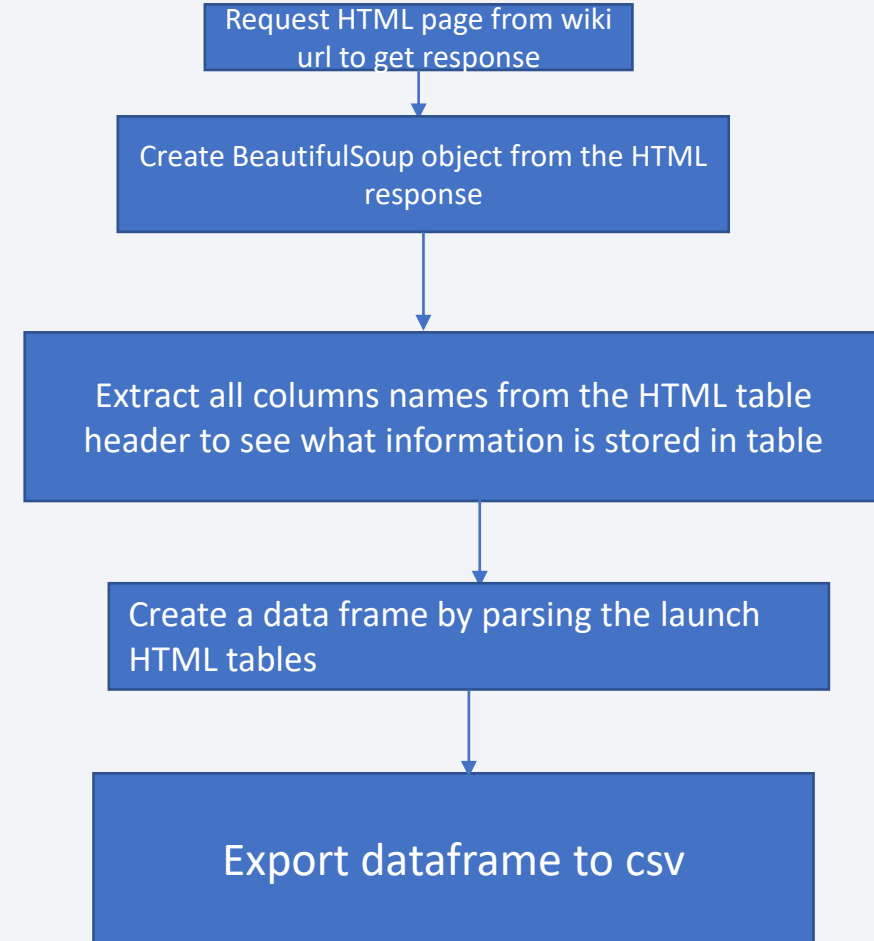 Request HTML page from wiki
url to get response
Create BeautifulSoup object from the HTML
response
Extract all columns names from the HTML table
header to see what information is stored in table
Create a data frame by parsing the launch
HTML tables
Export dataframe to csv